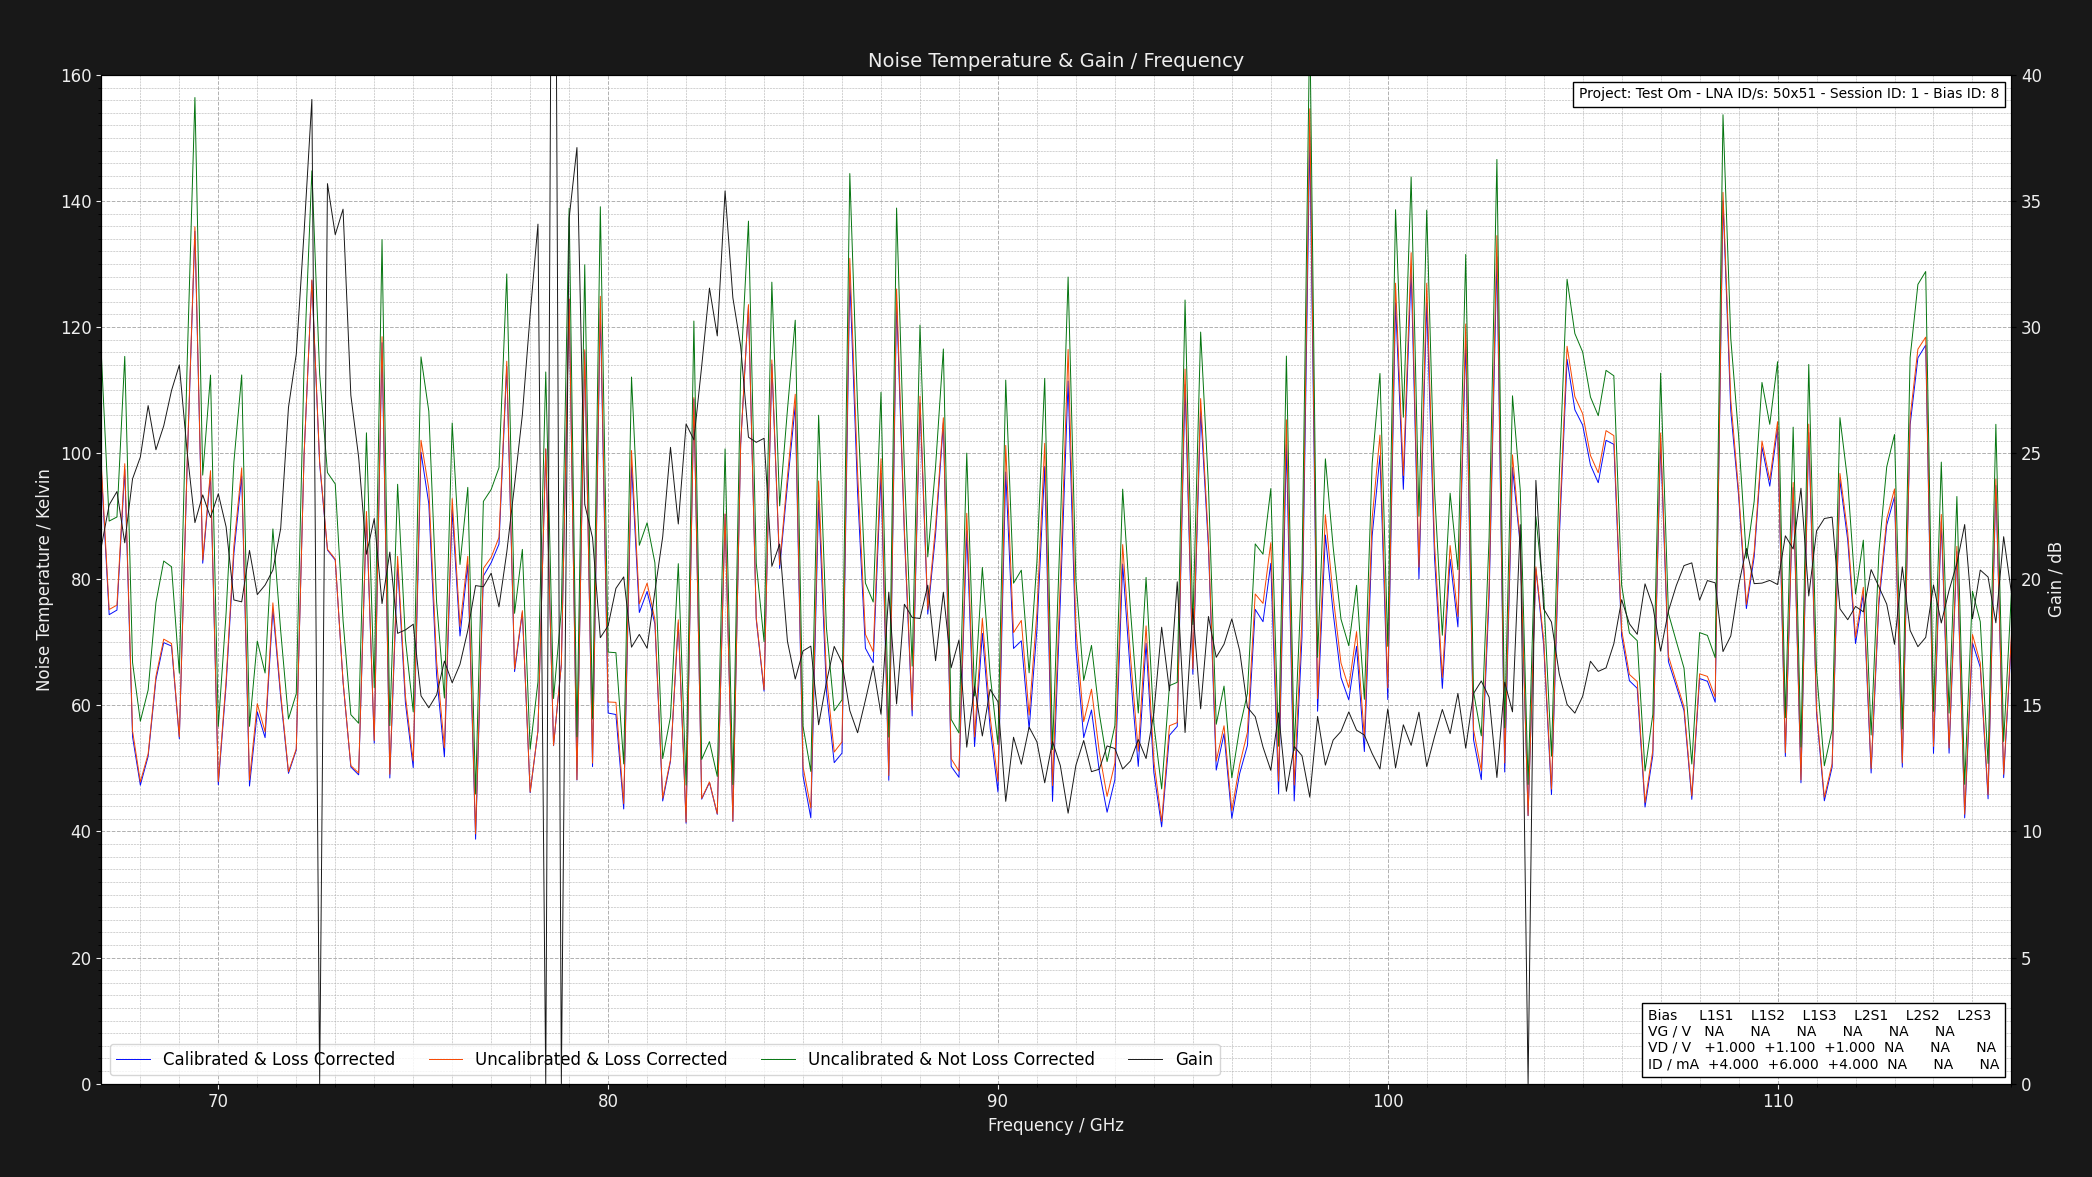 Noise Temperature & Gain / Frequency
Project: Test Om - LNA ID/s: 50x51 - Session ID: 1 - Bias ID: 8
160
140
120
100
80
60
40
20
0
Noise Temperature / Kelvin
40
35
30
25
20
15
10
5
0
Gain / dB
Bias L1S1 L1S2 L1S3 L2S1 L2S2 L2S3
VG / V NA NA NA NA NA NA
VD / V +1.000 +1.100 +1.000 NA NA NA
ID / mA +4.000 +6.000 +4.000 NA NA NA
Calibrated & Loss Corrected Uncalibrated & Loss Corrected Uncalibrated & Not Loss Corrected Gain
70 80 90 100 110
Frequency / GHz